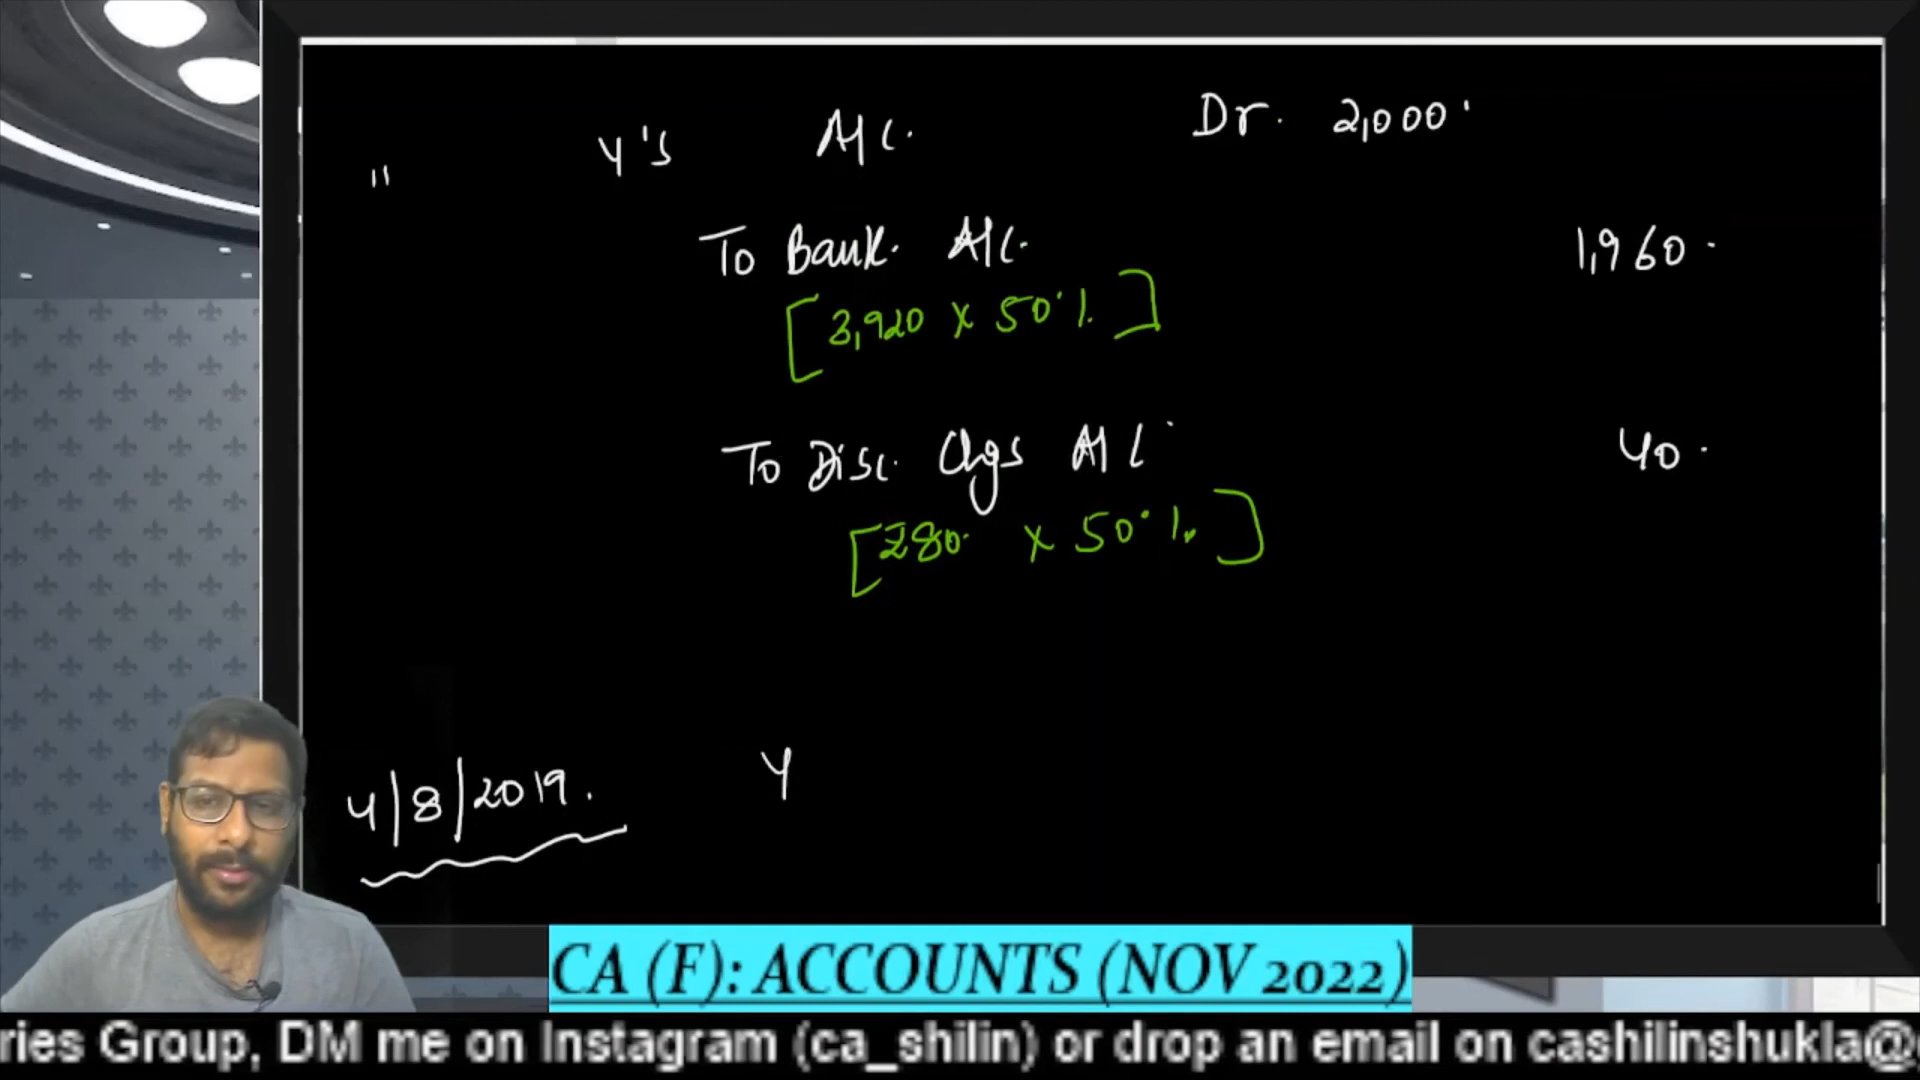 " Y's A/c. Dr. 2,000.
To Bank. A/c. 1,960.
[3,920 x 50%]
To Disc. Chgs A/c 40.
[₹80. x 50%]
4/8/2019. Y
CA (F): ACCOUNTS (NOV 2022)
ries Group, DM me on Instagram (ca_shilin) or drop an email on cashilinshukla@